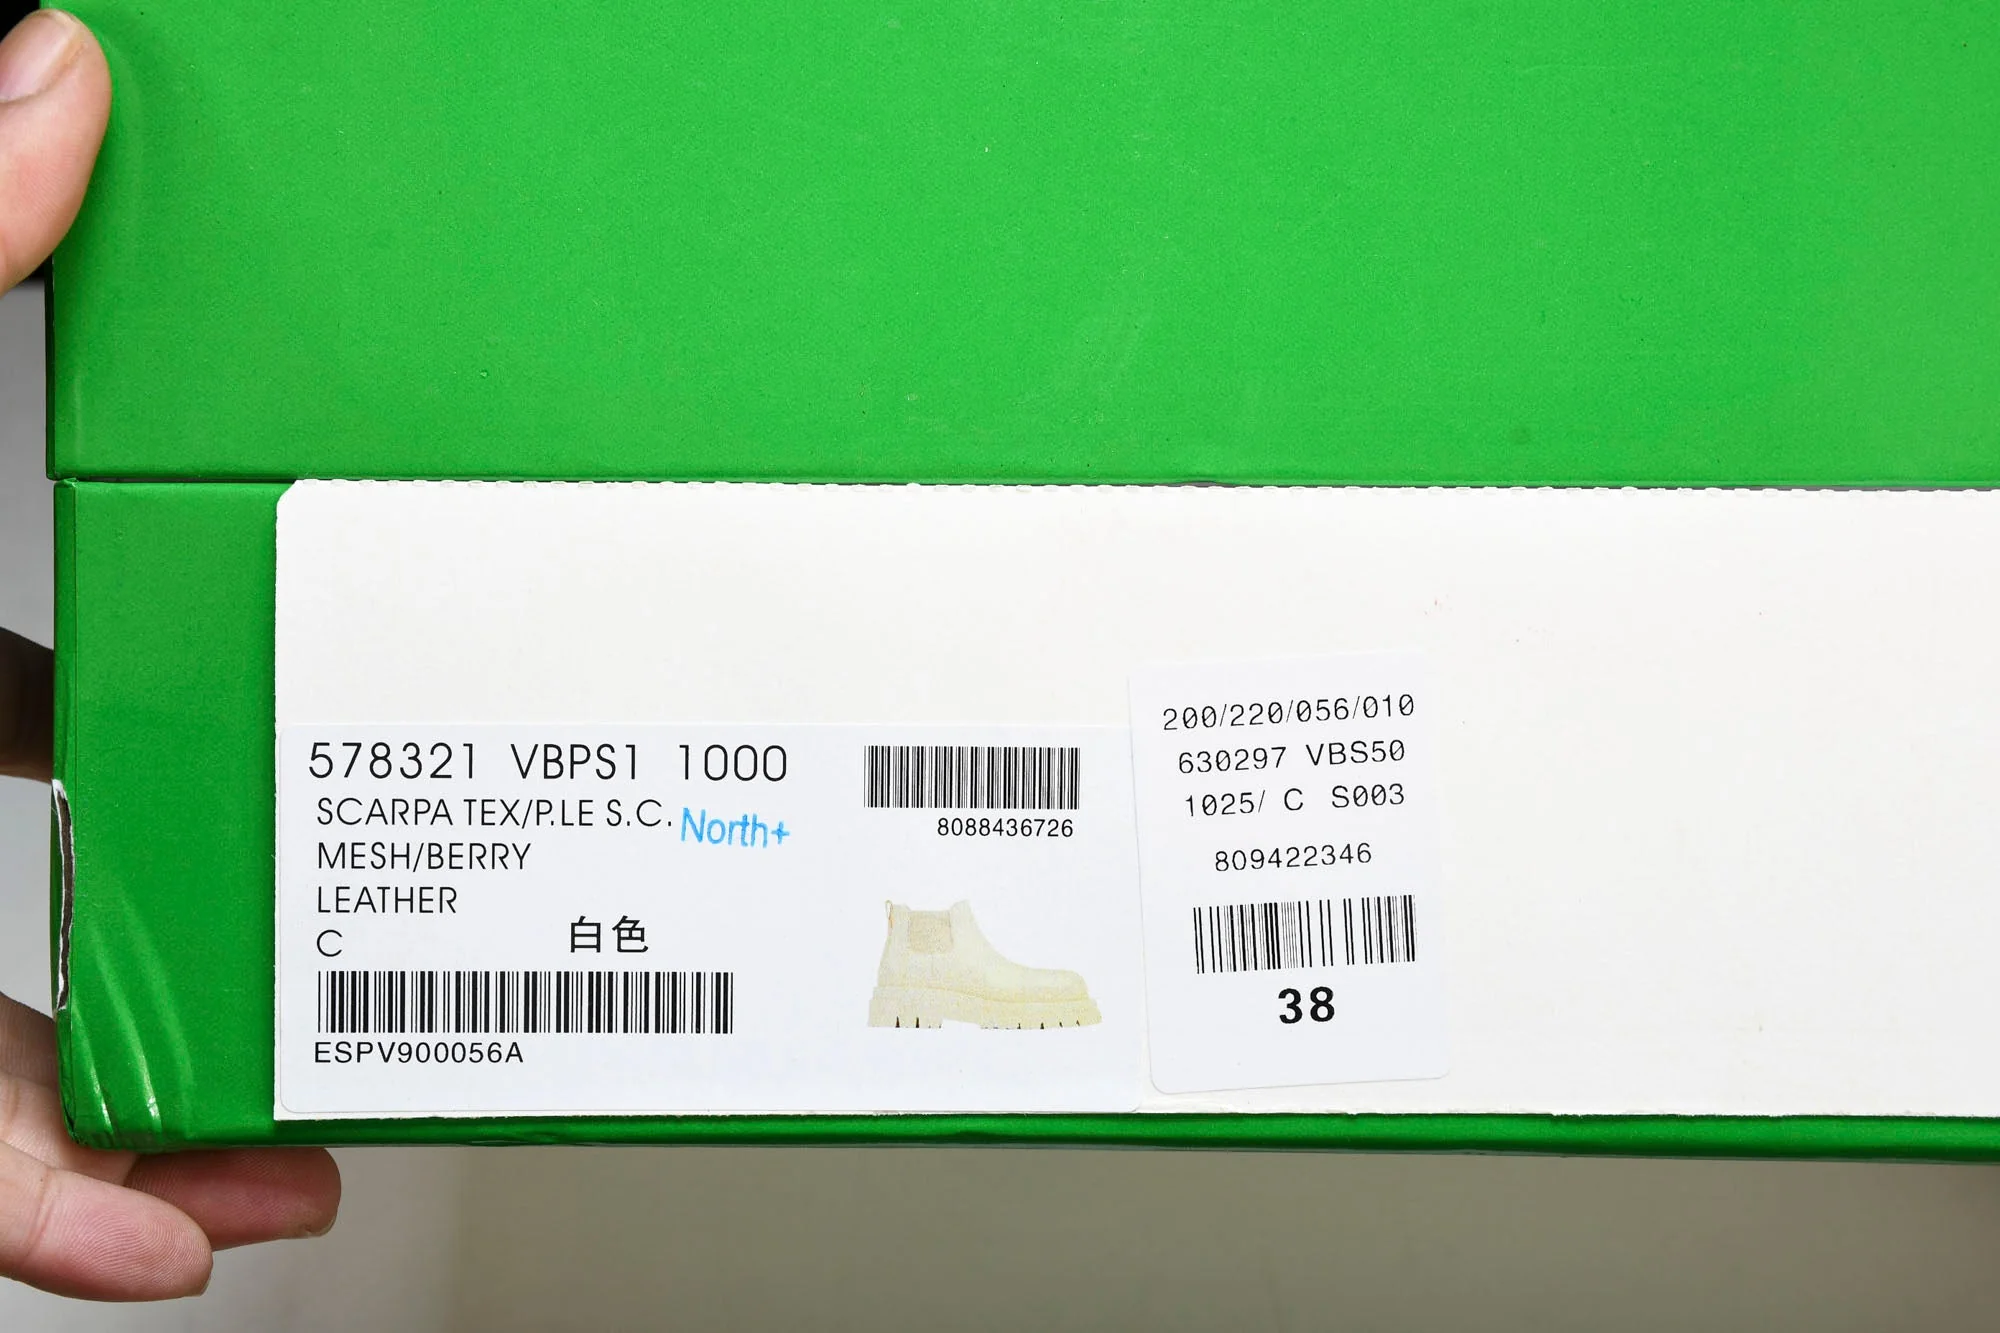 578321 VBPS1 1000
SCARPA TEX/P.LE S.C.
North+
MESH/BERRY
LEATHER
C
白色
ESPV900056A
8088436726
200/220/056/010
630297 VBS50
1025/ C S003
809422346
38